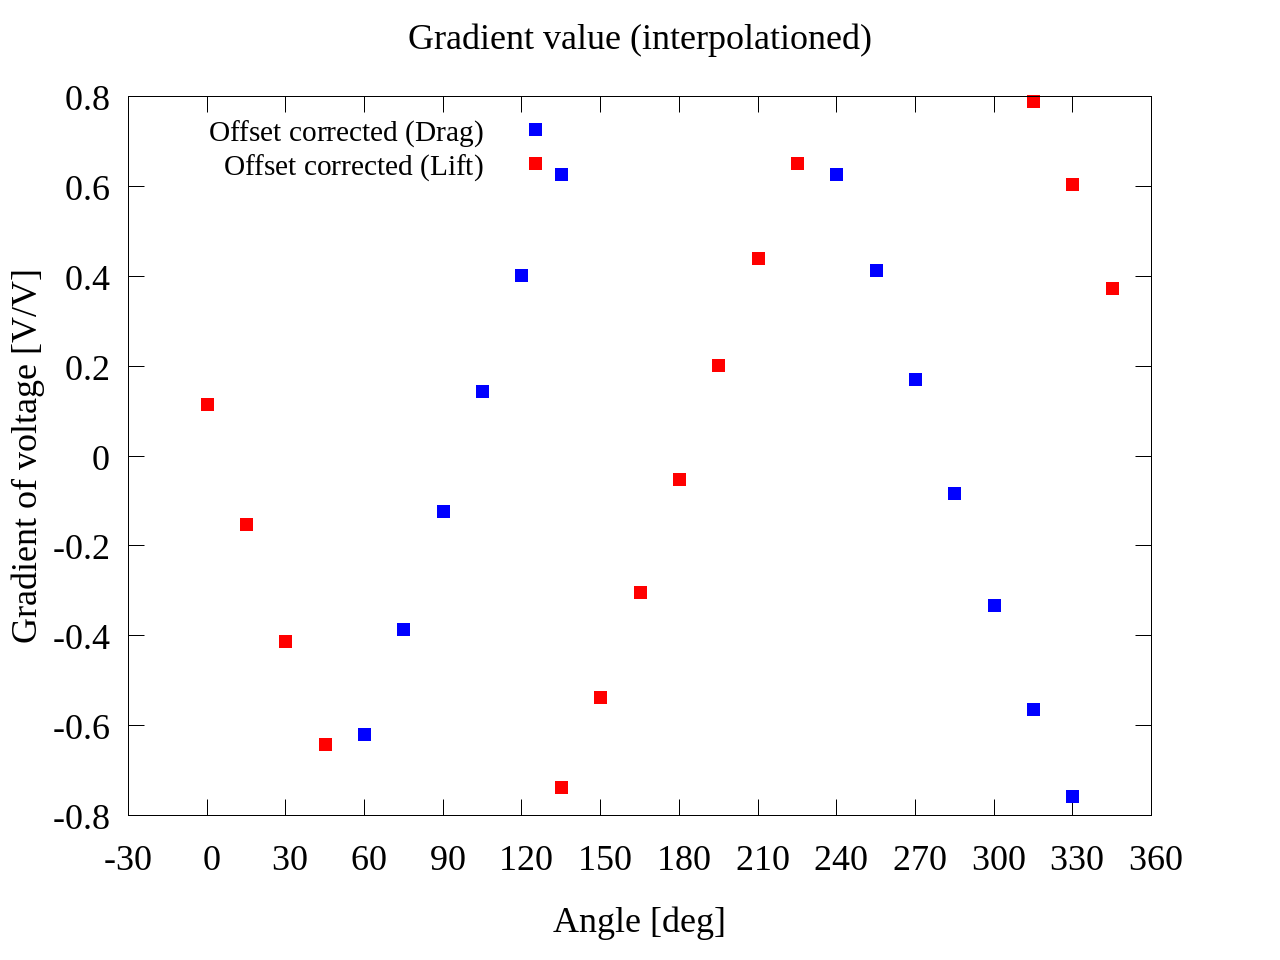 Gradient value (interpolationed)
Offset corrected (Drag)
Offset corrected (Lift)
Gradient of voltage [V/V]
0.8
0.6
0.4
0.2
0
-0.2
-0.4
-0.6
-0.8
-30 0 30 60 90 120 150 180 210 240 270 300 330 360
Angle [deg]